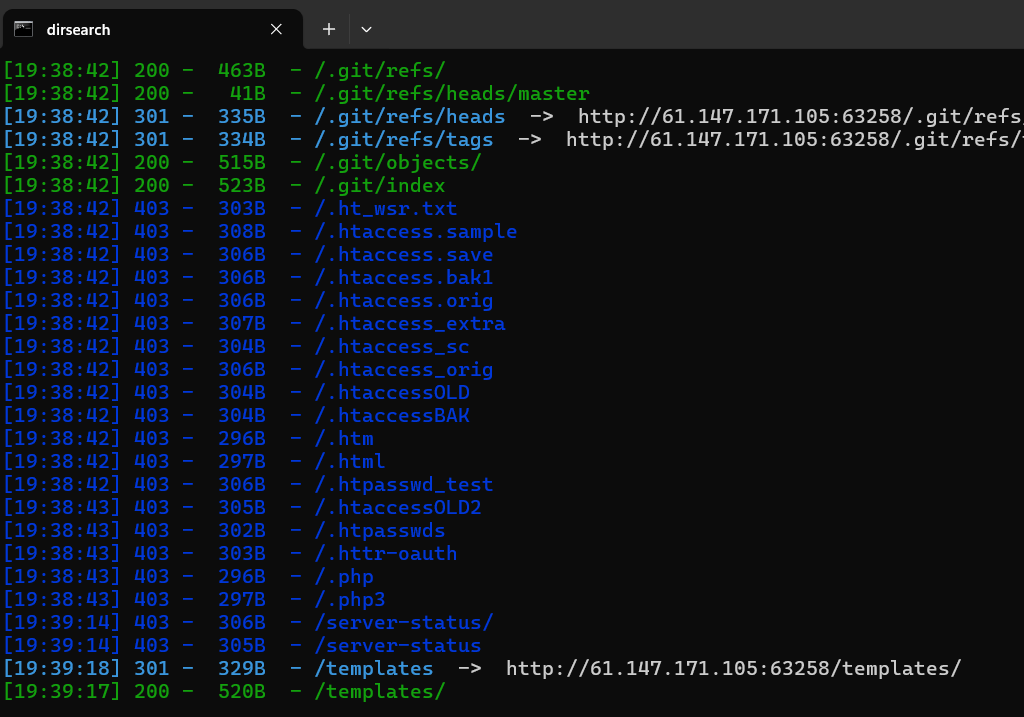 dirsearch
[19:38:42] 200 -  463B  - /.git/refs/
[19:38:42] 200 -   41B  - /.git/refs/heads/master
[19:38:42] 301 -  335B  - /.git/refs/heads  ->  http://61.147.171.105:63258/.git/refs/
[19:38:42] 301 -  334B  - /.git/refs/tags  ->  http://61.147.171.105:63258/.git/refs/
[19:38:42] 200 -  515B  - /.git/objects/
[19:38:42] 200 -  523B  - /.git/index
[19:38:42] 403 -  303B  - /.ht_wsr.txt
[19:38:42] 403 -  308B  - /.htaccess.sample
[19:38:42] 403 -  306B  - /.htaccess.save
[19:38:42] 403 -  306B  - /.htaccess.bak1
[19:38:42] 403 -  306B  - /.htaccess.orig
[19:38:42] 403 -  307B  - /.htaccess_extra
[19:38:42] 403 -  304B  - /.htaccess_sc
[19:38:42] 403 -  306B  - /.htaccess_orig
[19:38:42] 403 -  304B  - /.htaccessOLD
[19:38:42] 403 -  304B  - /.htaccessBAK
[19:38:42] 403 -  296B  - /.htm
[19:38:42] 403 -  297B  - /.html
[19:38:42] 403 -  306B  - /.htpasswd_test
[19:38:43] 403 -  305B  - /.htaccessOLD2
[19:38:43] 403 -  302B  - /.htpasswds
[19:38:43] 403 -  303B  - /.httr-oauth
[19:38:43] 403 -  296B  - /.php
[19:38:43] 403 -  297B  - /.php3
[19:39:14] 403 -  306B  - /server-status/
[19:39:14] 403 -  305B  - /server-status
[19:39:18] 301 -  329B  - /templates  ->  http://61.147.171.105:63258/templates/
[19:39:17] 200 -  520B  - /templates/